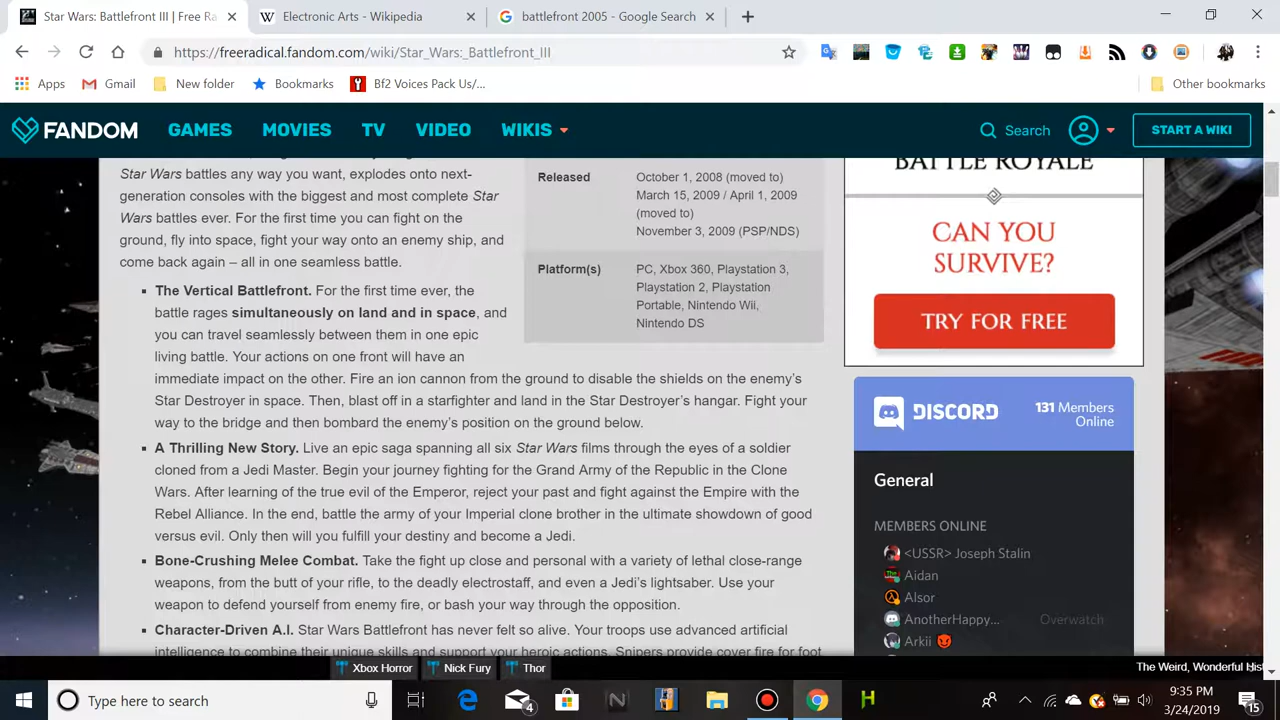 Star Wars: Battlefront III | Free Ra
Electronic Arts - Wikipedia
battlefront 2005 - Google Search
https://freeradical.fandom.com/wiki/Star_Wars:_Battlefront_III
Apps
Gmail
New folder
Bookmarks
Bf2 Voices Pack Us/...
Other bookmarks
FANDOM
GAMES
MOVIES
TV
VIDEO
WIKIS
Search
START A WIKI
Star Wars battles any way you want, explodes onto next-
generation consoles with the biggest and most complete Star
Wars battles ever. For the first time you can fight on the
ground, fly into space, fight your way onto an enemy ship, and
come back again – all in one seamless battle.
Released
October 1, 2008 (moved to)
March 15, 2009 / April 1, 2009
(moved to)
November 3, 2009 (PSP/NDS)
Platform(s)
PC, Xbox 360, Playstation 3,
Playstation 2, Playstation
Portable, Nintendo Wii,
Nintendo DS
The Vertical Battlefront. For the first time ever, the
battle rages simultaneously on land and in space, and
you can travel seamlessly between them in one epic
living battle. Your actions on one front will have an
immediate impact on the other. Fire an ion cannon from the ground to disable the shields on the enemy's
Star Destroyer in space. Then, blast off in a starfighter and land in the Star Destroyer's hangar. Fight your
way to the bridge and then bombard the enemy's position on the ground below.
A Thrilling New Story. Live an epic saga spanning all six Star Wars films through the eyes of a soldier
cloned from a Jedi Master. Begin your journey fighting for the Grand Army of the Republic in the Clone
Wars. After learning of the true evil of the Emperor, reject your past and fight against the Empire with the
Rebel Alliance. In the end, battle the army of your Imperial clone brother in the ultimate showdown of good
versus evil. Only then will you fulfill your destiny and become a Jedi.
Bone-Crushing Melee Combat. Take the fight up close and personal with a variety of lethal close-range
weapons, from the butt of your rifle, to the deadly electrostaff, and even a Jedi's lightsaber. Use your
weapon to defend yourself from enemy fire, or bash your way through the opposition.
Character-Driven A.I. Star Wars Battlefront has never felt so alive. Your troops use advanced artificial
intelligence to combine their unique skills and support your heroic actions. Snipers provide cover fire for foot
BATTLE ROYALE
CAN YOU
SURVIVE?
TRY FOR FREE
DISCORD
131 Members
Online
General
MEMBERS ONLINE
<USSR> Joseph Stalin
Aidan
Alsor
AnotherHappy...
Overwatch
Arkii
Xbox Horror
Nick Fury
Thor
The Weird, Wonderful Hist
Type here to search
4
9:35 PM
3/24/2019
15